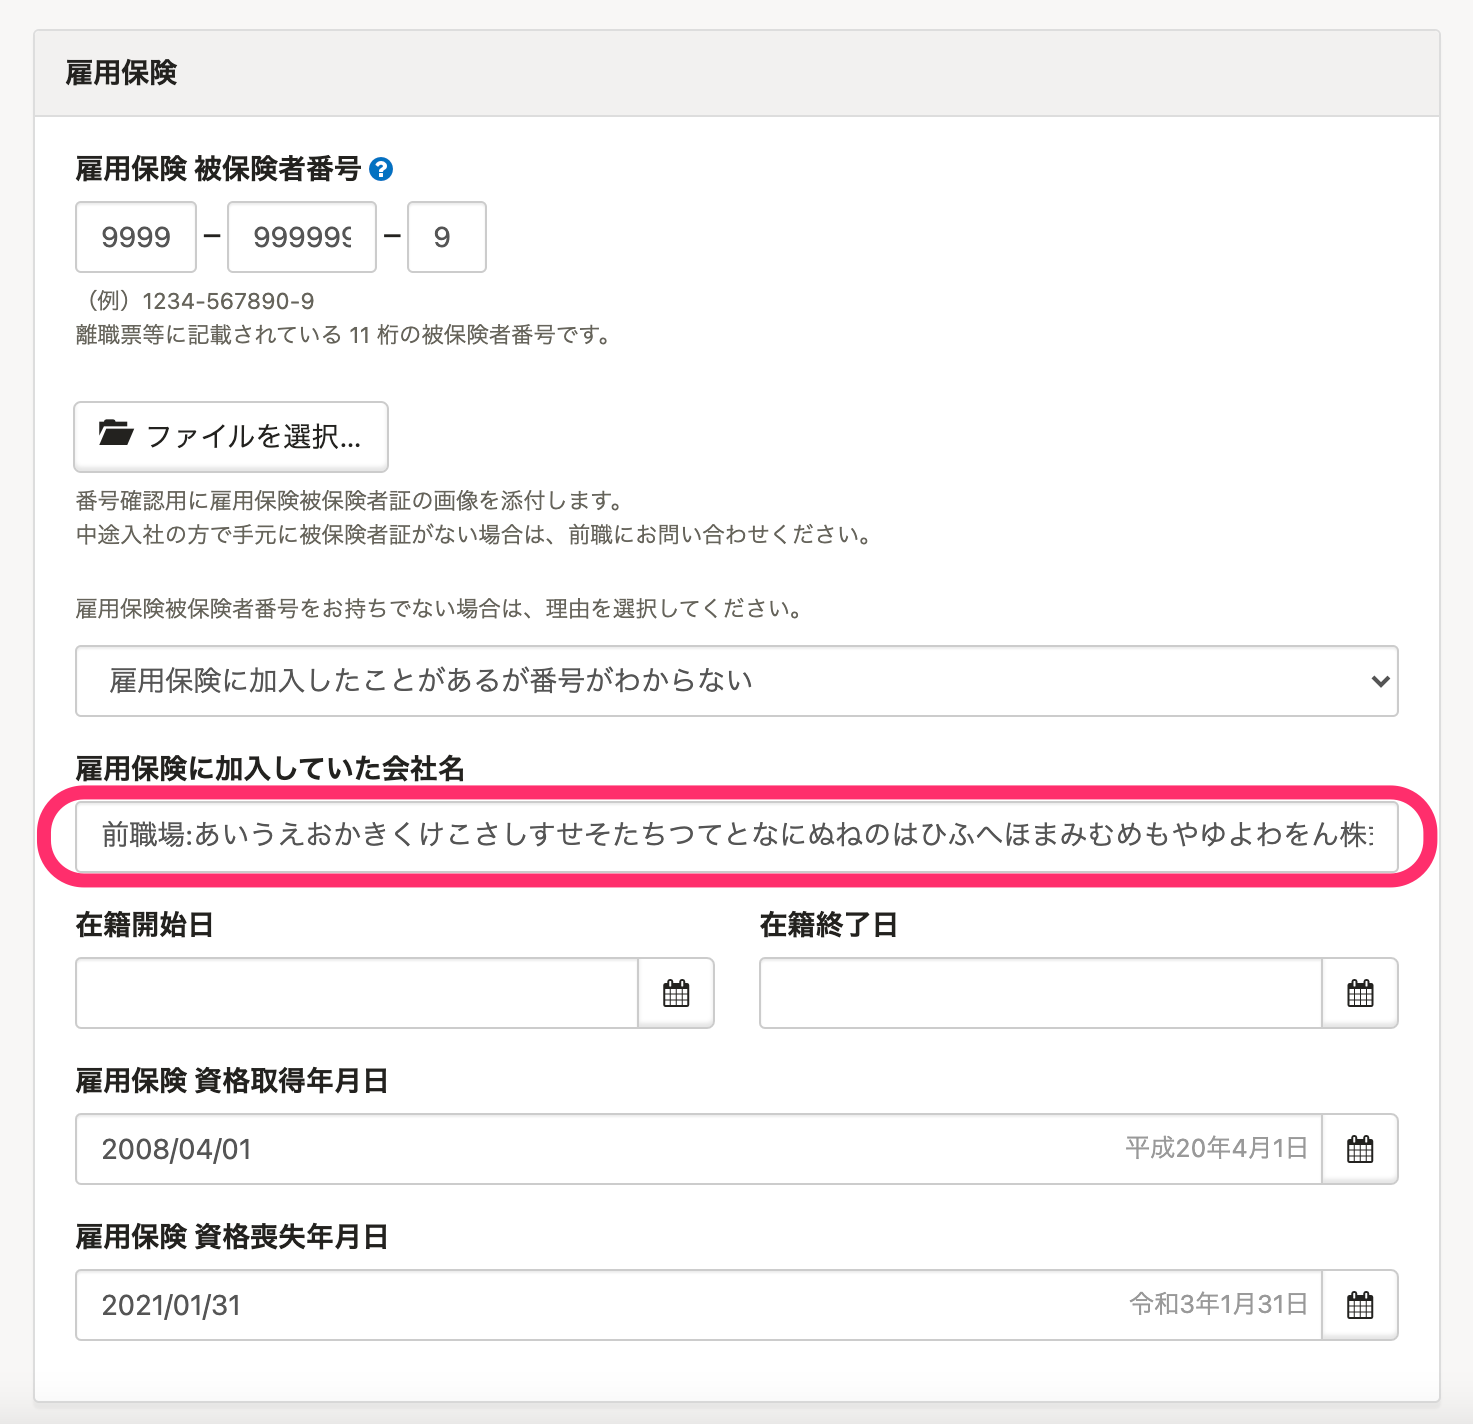 雇用保険
雇用保険 被保険者番号
9999 – 999999 – 9
（例）1234-567890-9
離職票等に記載されている 11 桁の被保険者番号です。
ファイルを選択...
番号確認用に雇用保険被保険者証の画像を添付します。
中途入社の方で手元に被保険者証がない場合は、前職にお問い合わせください。
雇用保険被保険者番号をお持ちでない場合は、理由を選択してください。
雇用保険に加入したことがあるが番号がわからない
雇用保険に加入していた会社名
前職場:あいうえおかきくけこさしすせそたちつてとなにぬねのはひふへほまみむめもやゆよわをん株
在籍開始日 在籍終了日
雇用保険 資格取得年月日
2008/04/01 平成20年4月1日
雇用保険 資格喪失年月日
2021/01/31 令和3年1月31日